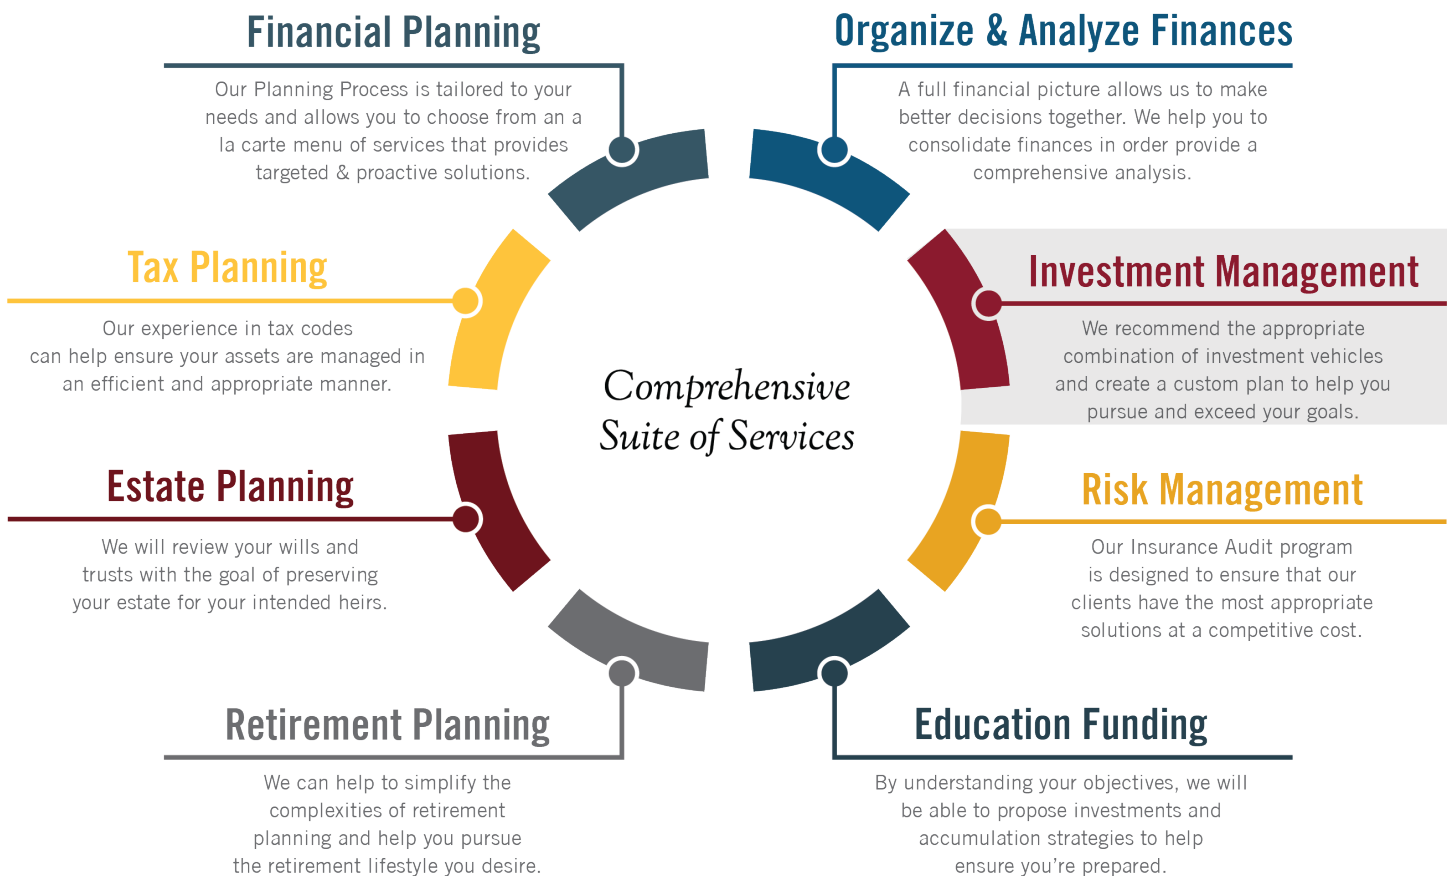 Financial Planning
Our Planning Process is tailored to your
needs and allows you to choose from an a
la carte menu of services that provides
targeted & proactive solutions.
Organize & Analyze Finances
A full financial picture allows us to make
better decisions together. We help you to
consolidate finances in order provide a
comprehensive analysis.
Tax Planning
Our experience in tax codes
can help ensure your assets are managed in
an efficient and appropriate manner.
Investment Management
We recommend the appropriate
combination of investment vehicles
and create a custom plan to help you
pursue and exceed your goals.
Comprehensive
Suite of Services
Estate Planning
We will review your wills and
trusts with the goal of preserving
your estate for your intended heirs.
Risk Management
Our Insurance Audit program
is designed to ensure that our
clients have the most appropriate
solutions at a competitive cost.
Retirement Planning
We can help to simplify the
complexities of retirement
planning and help you pursue
the retirement lifestyle you desire.
Education Funding
By understanding your objectives, we will
be able to propose investments and
accumulation strategies to help
ensure you’re prepared.